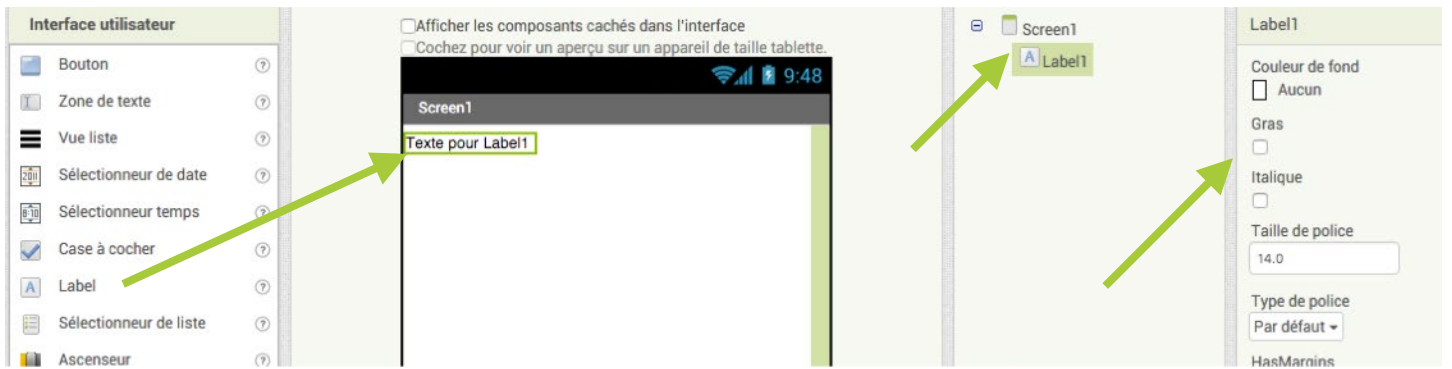 Interface utilisateur
Bouton
?
Zone de texte
?
Vue liste
?
2011
Sélectionneur de date
?
8:10
Sélectionneur temps
?
Case à cocher
?
A
Label
?
Sélectionneur de liste
?
Ascenseur
?
Afficher les composants cachés dans l'interface
Cochez pour voir un aperçu sur un appareil de taille tablette.
9:48
Screen1
Texte pour Label1
Screen1
A
Label1
Label1
Couleur de fond
Aucun
Gras
Italique
Taille de police
14.0
Type de police
Par défaut
HasMargins